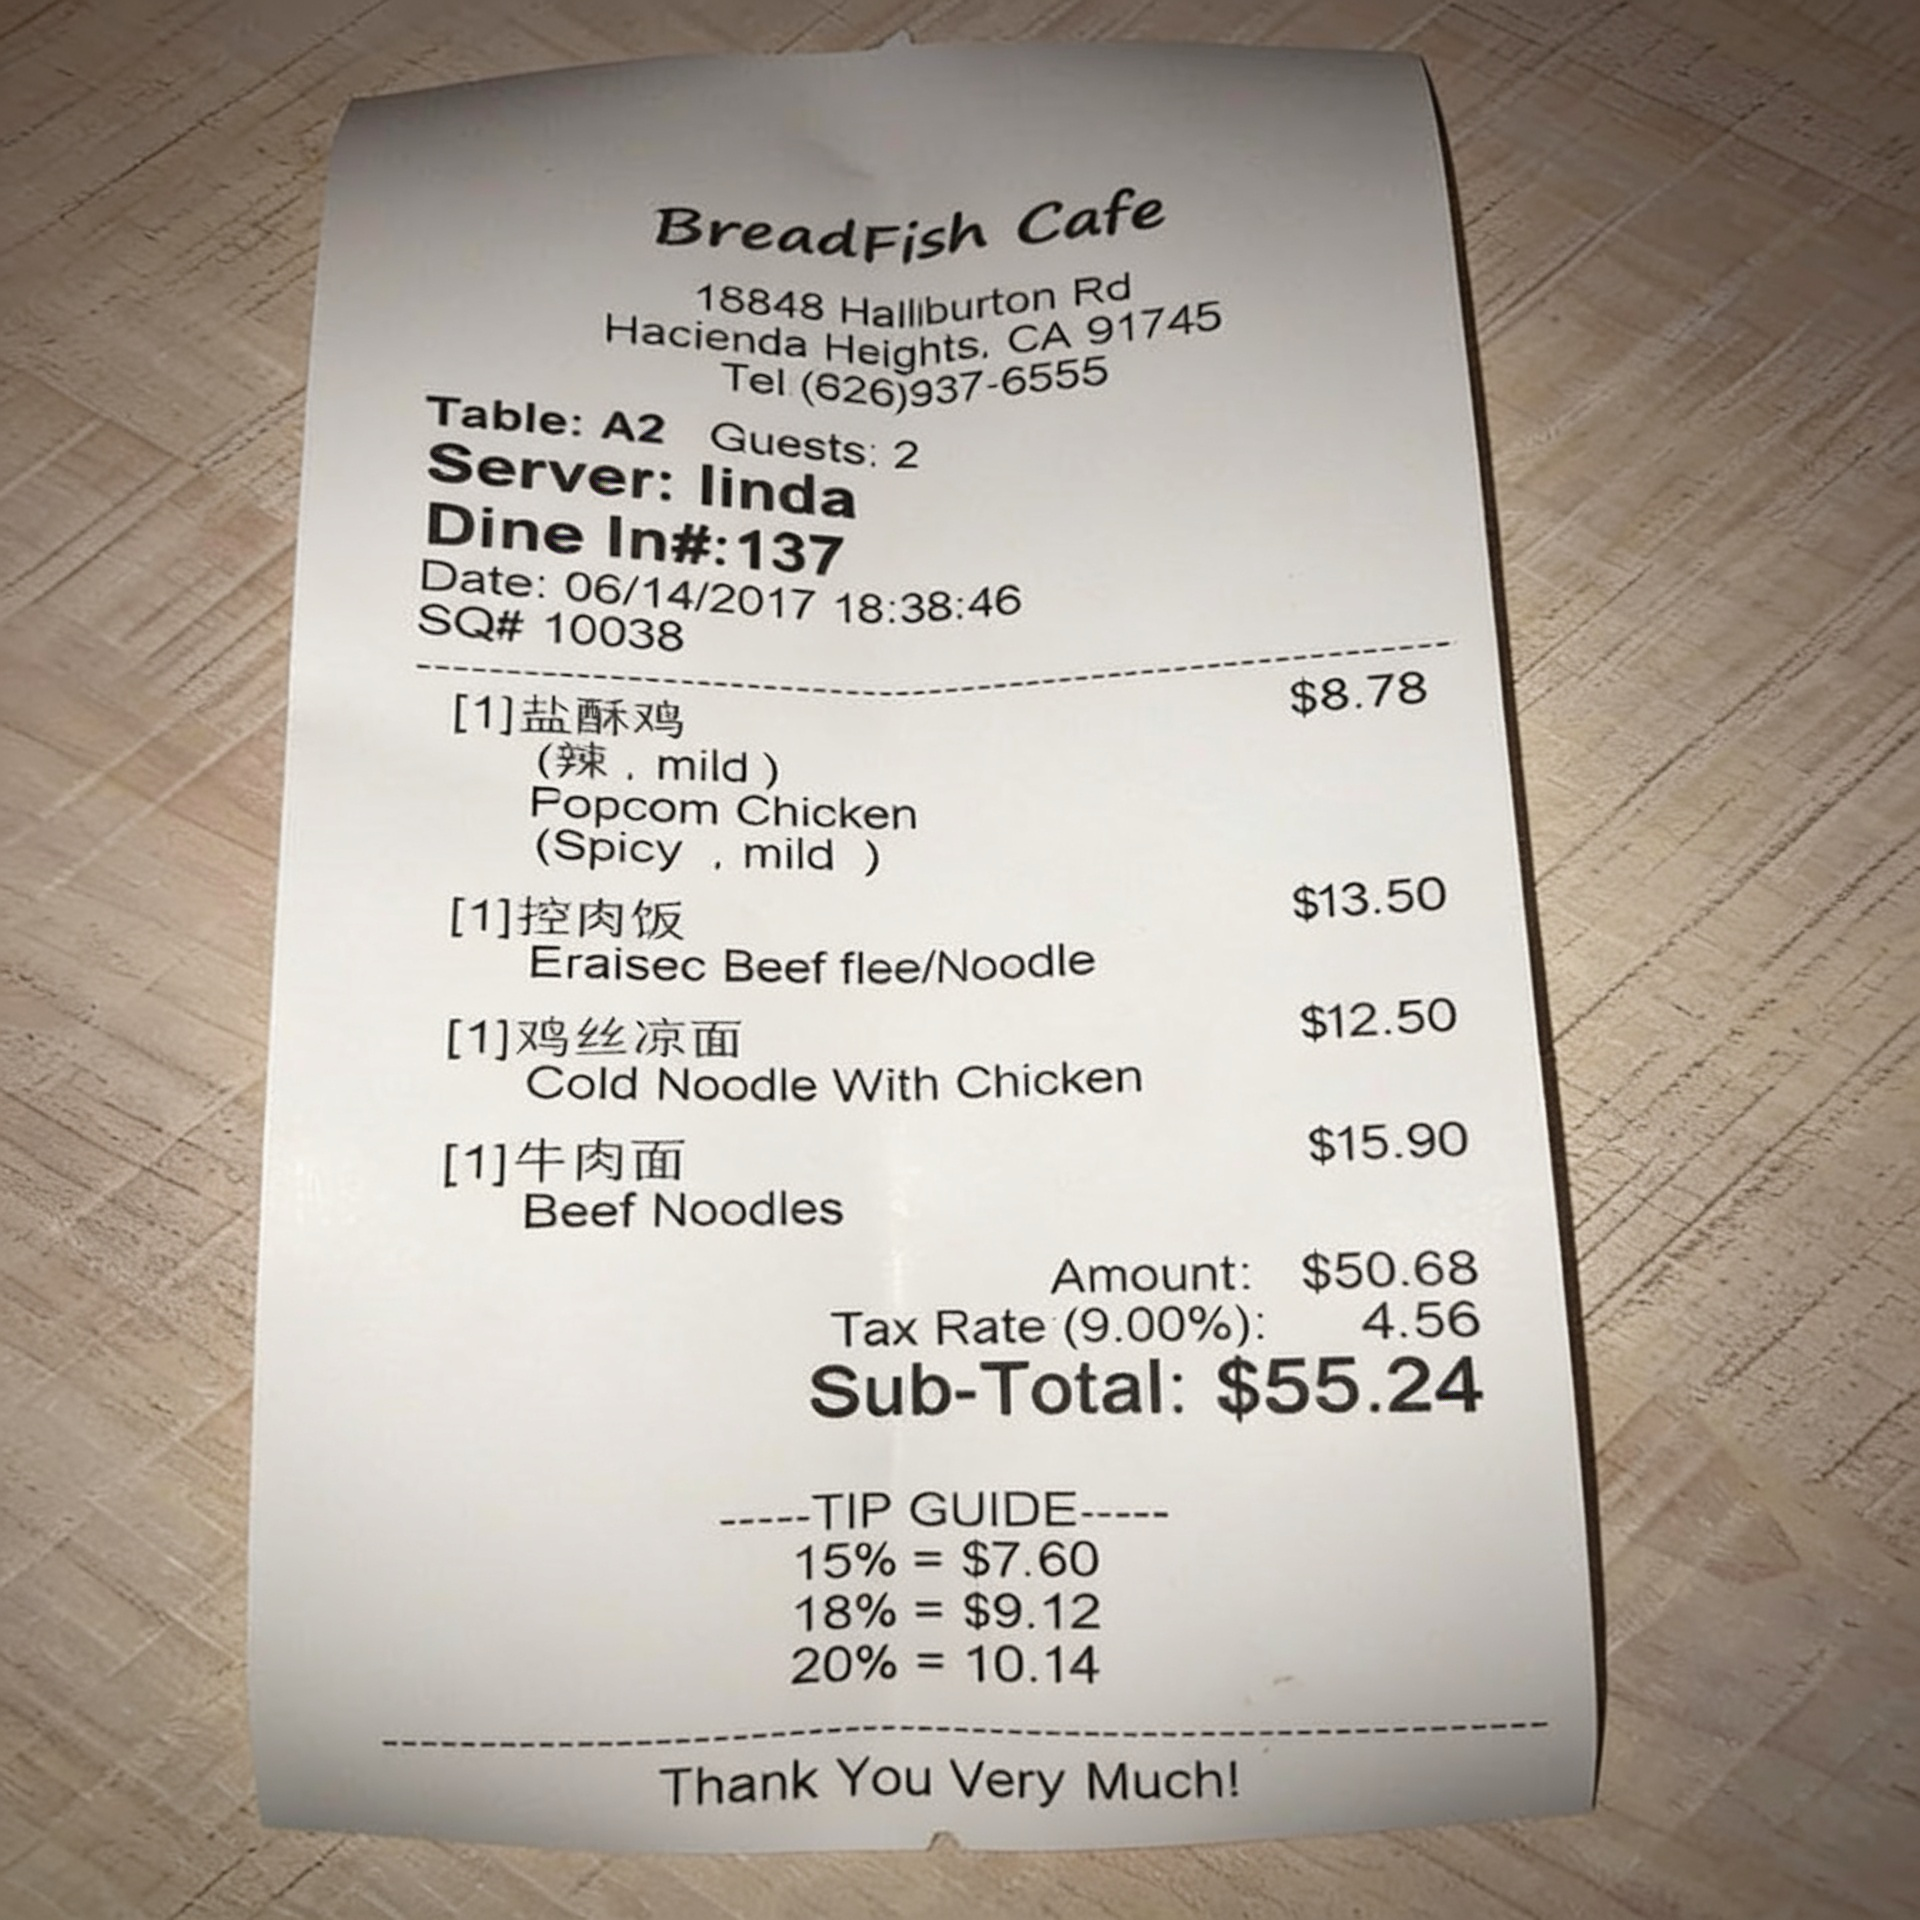 BreadFish Cafe
18848 Halliburton Rd
Hacienda Heights, CA 91745
Tel (626)937-6555
Table: A2 Guests: 2
Server: linda
Dine In#:137
Date: 06/14/2017 18:38:46
SQ# 10038
[1]盐酥鸡 $8.78
(辣 , mild )
Popcom Chicken
(Spicy , mild )
[1]控肉饭 $13.50
Eraisec Beef flee/Noodle
[1]鸡丝凉面 $12.50
Cold Noodle With Chicken
[1]牛肉面 $15.90
Beef Noodles
Amount: $50.68
Tax Rate (9.00%): 4.56
Sub-Total: $55.24
-----TIP GUIDE-----
15% = $7.60
18% = $9.12
20% = 10.14
Thank You Very Much!